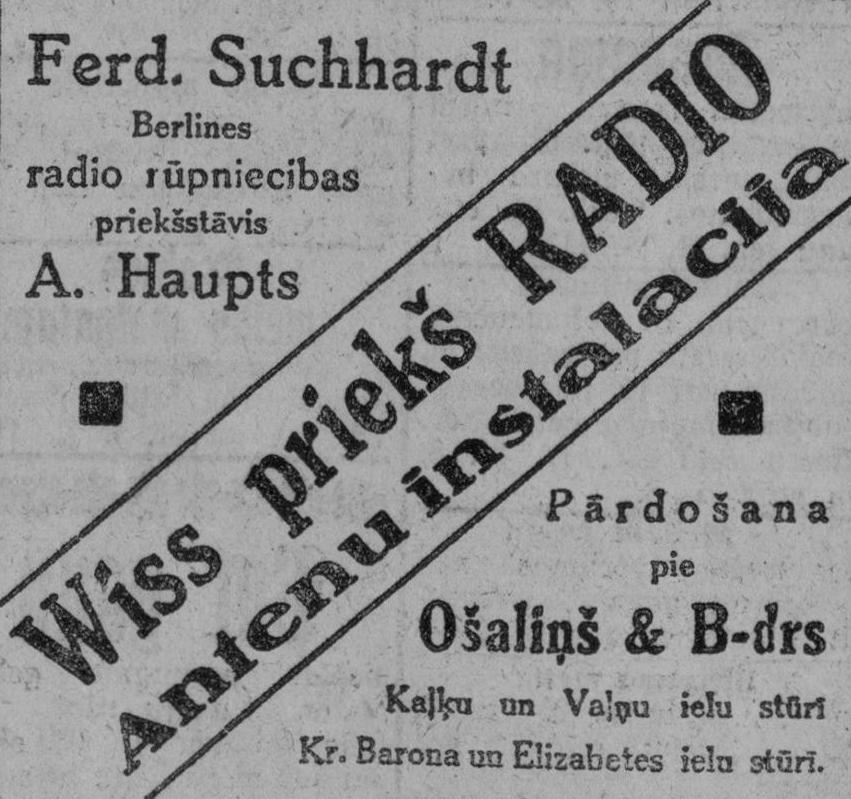 Ferd. Suchhardt
Berlines
radio rūpniecibas
priekšstāvis
A. Haupts
Wiss priekš RADIO
Antenu instalacija
Pārdošana
pie
Ošaliņš & B-drs
Kaļķu un Vaļņu ielu stūrī
Kr. Barona un Elizabetes ielu stūrī.